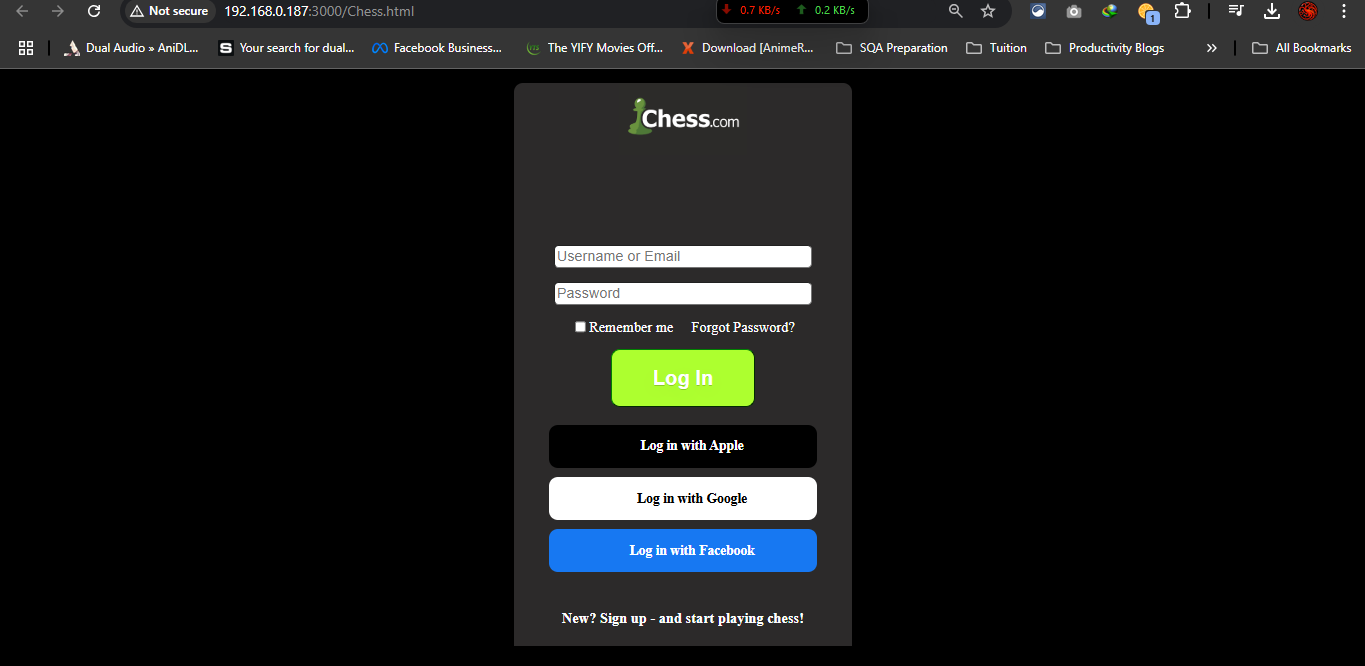 Not secure 192.168.0.187:3000/Chess.html 0.7 KB/s 0.2 KB/s 1
Dual Audio » AniDL... S Your search for dual... Facebook Business... The YIFY Movies Off... X Download [AnimeR... SQA Preparation Tuition Productivity Blogs » All Bookmarks
Chess.com
Username or Email
Password
Remember me Forgot Password?
Log In
Log in with Apple
Log in with Google
Log in with Facebook
New? Sign up - and start playing chess!